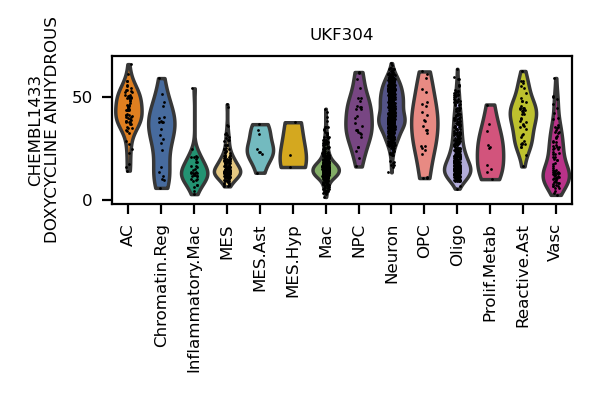 UKF304
CHEMBL1433
DOXYCYCLINE ANHYDROUS
50
0
AC
Chromatin.Reg
Inflammatory.Mac
MES
MES.Ast
MES.Hyp
Mac
NPC
Neuron
OPC
Oligo
Prolif.Metab
Reactive.Ast
Vasc